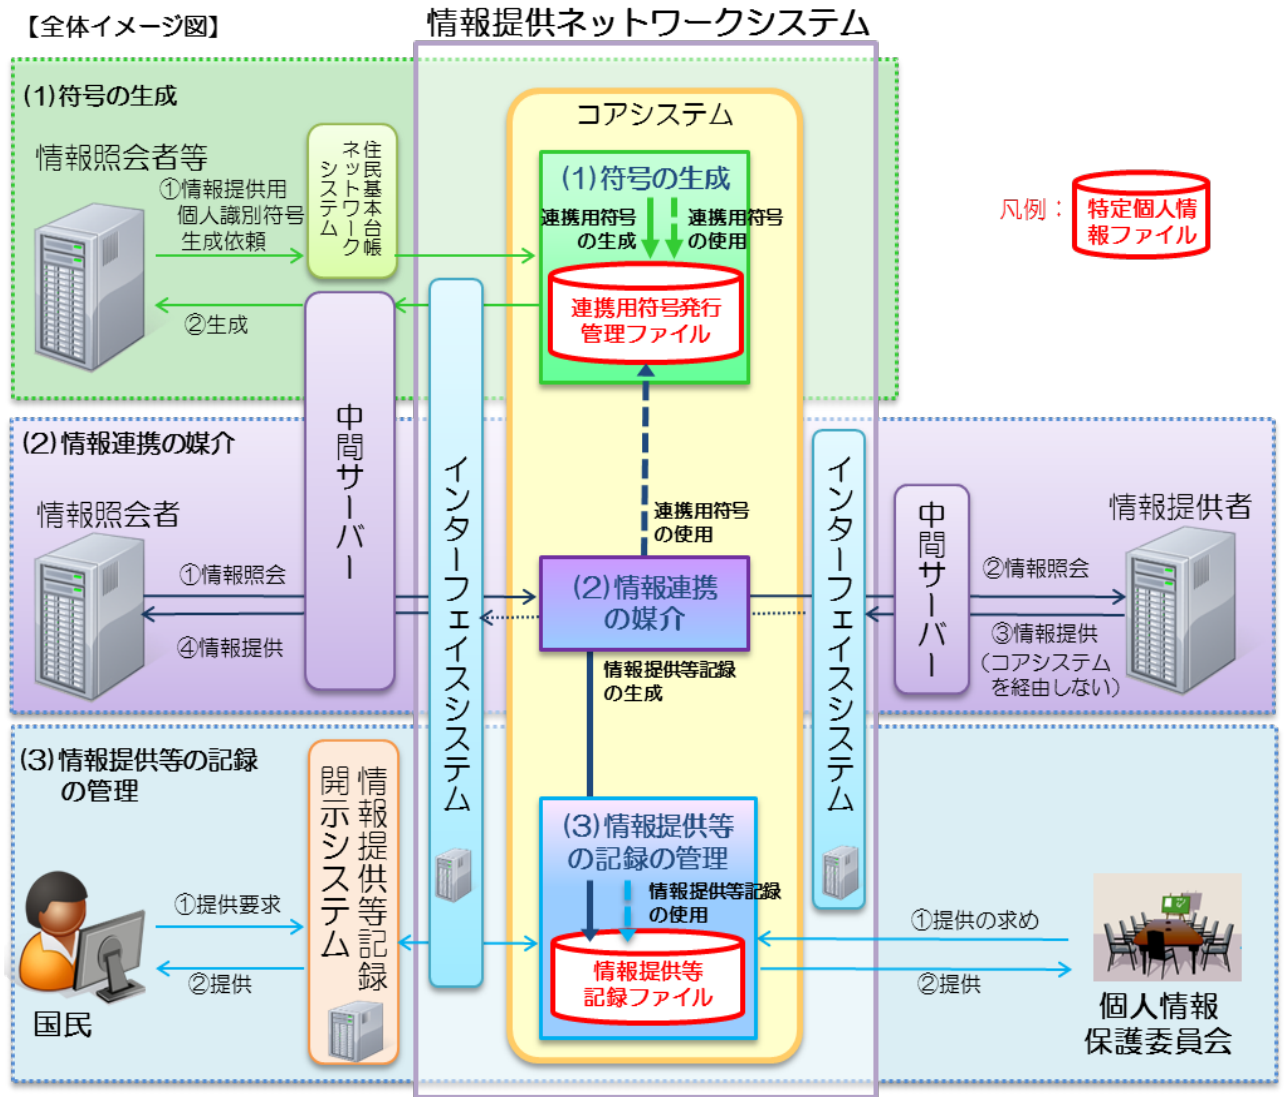 【全体イメージ図】
情報提供ネットワークシステム
(1)符号の生成
情報照会者等
①情報提供用
個人識別符号
生成依頼
②生成
住民基本台帳
ネットワーク
システム
コアシステム
(1)符号の生成
連携用符号
の生成
連携用符号
の使用
連携用符号発行
管理ファイル
凡例：
特定個人情
報ファイル
(2)情報連携の媒介
情報照会者
①情報照会
④情報提供
中間サーバー
インターフェイスシステム
連携用符号
の使用
(2)情報連携
の媒介
情報提供等記録
の生成
インターフェイスシステム
中間サーバー
情報提供者
②情報照会
③情報提供
（コアシステム
を経由しない）
(3)情報提供等の記録
の管理
国民
①提供要求
②提供
情報提供等記録
開示システム
(3)情報提供等
の記録の管理
情報提供等記録
の使用
情報提供等
記録ファイル
①提供の求め
②提供
個人情報
保護委員会